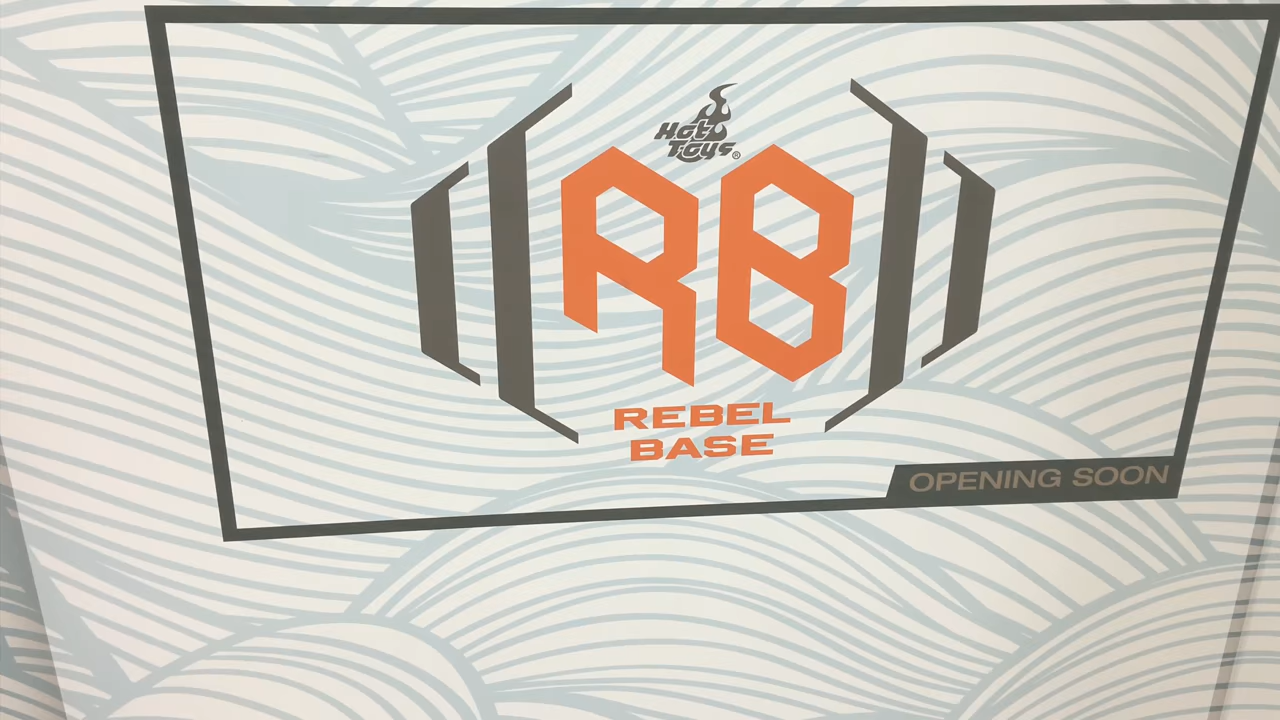 Hot
Toys®
RB
REBEL
BASE
OPENING SOON